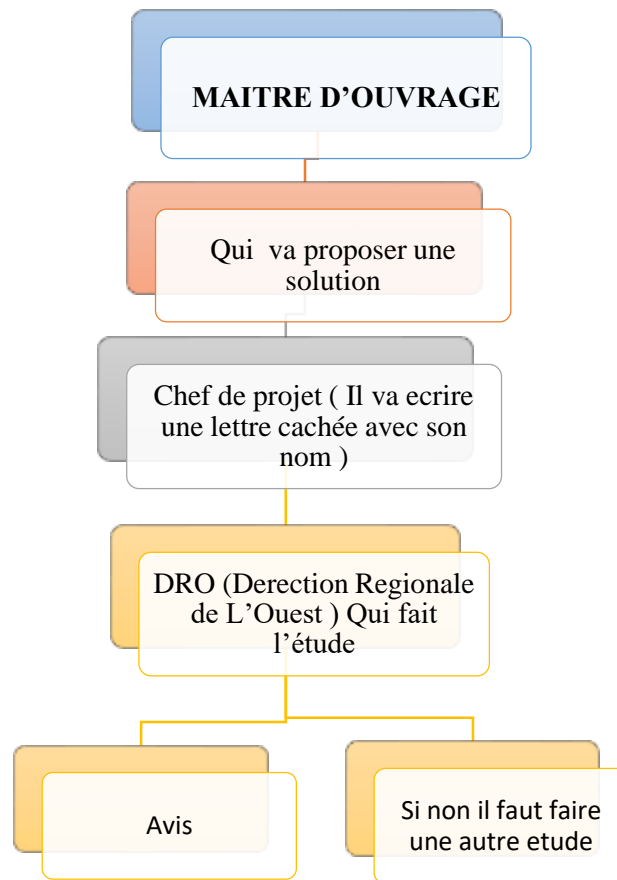 MAITRE D’OUVRAGE
Qui va proposer une
solution
Chef de projet ( Il va ecrire
une lettre cachée avec son
nom )
DRO (Derection Regionale
de L’Ouest ) Qui fait
l’étude
Avis
Si non il faut faire
une autre etude